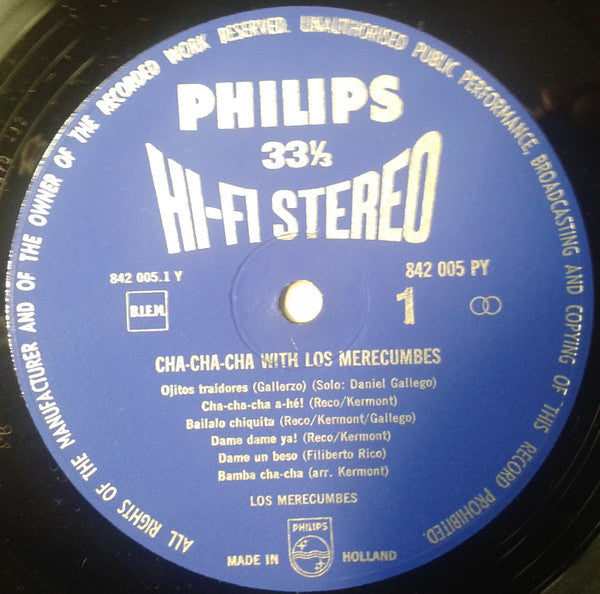 ALL RIGHTS OF THE MANUFACTURER AND OF THE OWNER OF THE RECORDED WORK RESERVED. UNAUTHORISED PUBLIC PERFORMANCE, BROADCASTING AND COPYING OF THIS RECORD PROHIBITED
PHILIPS
33⅓
HI-FI STEREO
842 005.1 Y
842 005 PY
B.I.E.M.
1
CHA-CHA-CHA WITH LOS MERECUMBES
Ojitos traidores (Gallerzo) (Solo: Daniel Gallego)
Cha-cha-cha a-hé! (Reco/Kermont)
Bailalo chiquitu (Reco/Kermont/Gallego)
Dame dame ya! (Reco/Kermont)
Dame un beso (Filiberto Rico)
Bamba cha-cha (arr. Kermont)
LOS MERECUMBES
PHILIPS
MADE IN HOLLAND